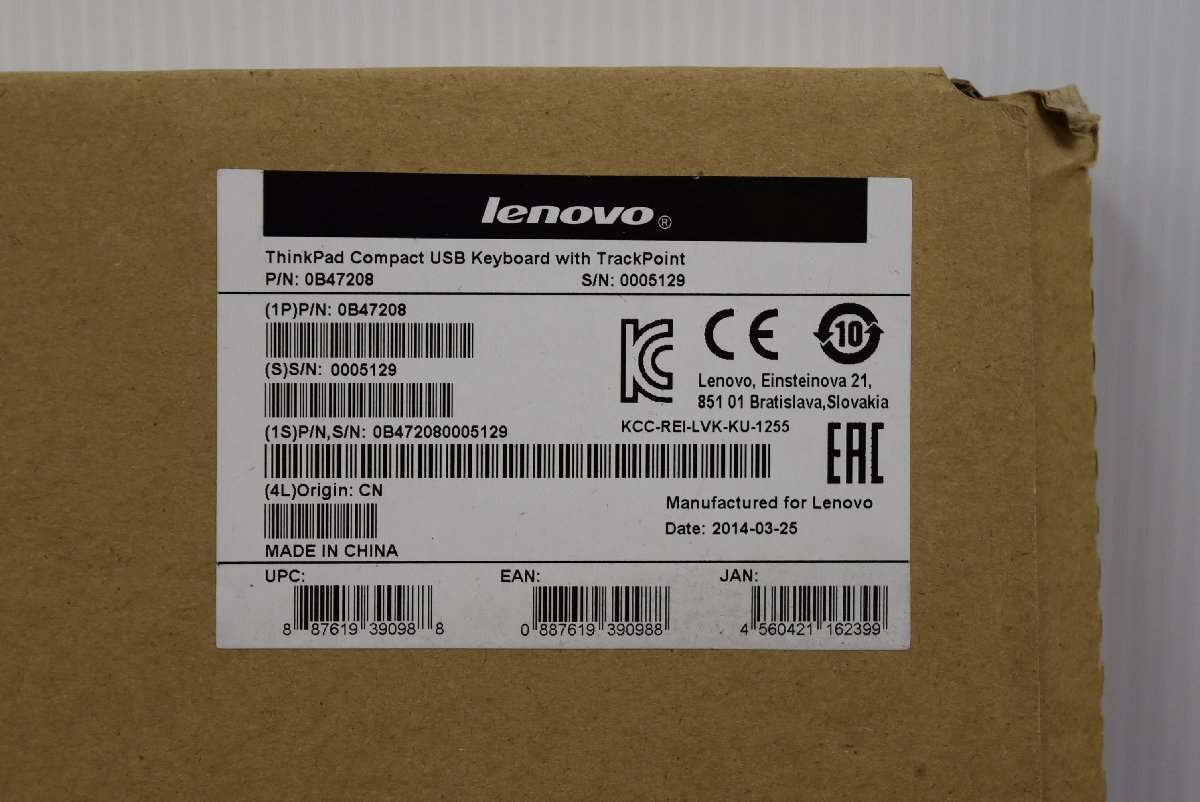 lenovo®
ThinkPad Compact USB Keyboard with TrackPoint
P/N: 0B47208 S/N: 0005129
(1P)P/N: 0B47208
(S)S/N: 0005129
(1S)P/N,S/N: 0B472080005129
(4L)Origin: CN
MADE IN CHINA
KC
CE
10
Lenovo, Einsteinova 21,
851 01 Bratislava,Slovakia
KCC-REI-LVK-KU-1255
EAC
Manufactured for Lenovo
Date: 2014-03-25
UPC: EAN: JAN:
8 87619 39098 8 0 887619 390988 4 560421 162399